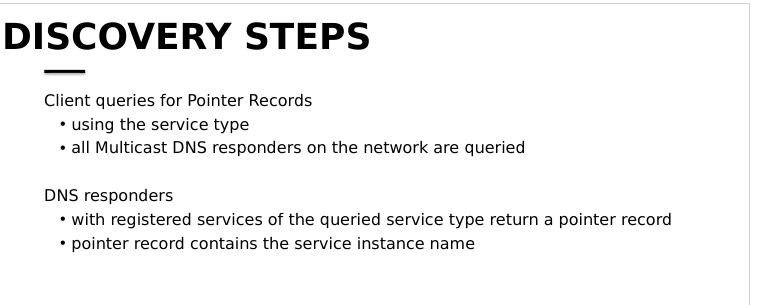 DISCOVERY STEPS
Client queries for Pointer Records
• using the service type
• all Multicast DNS responders on the network are queried
DNS responders
• with registered services of the queried service type return a pointer record
• pointer record contains the service instance name